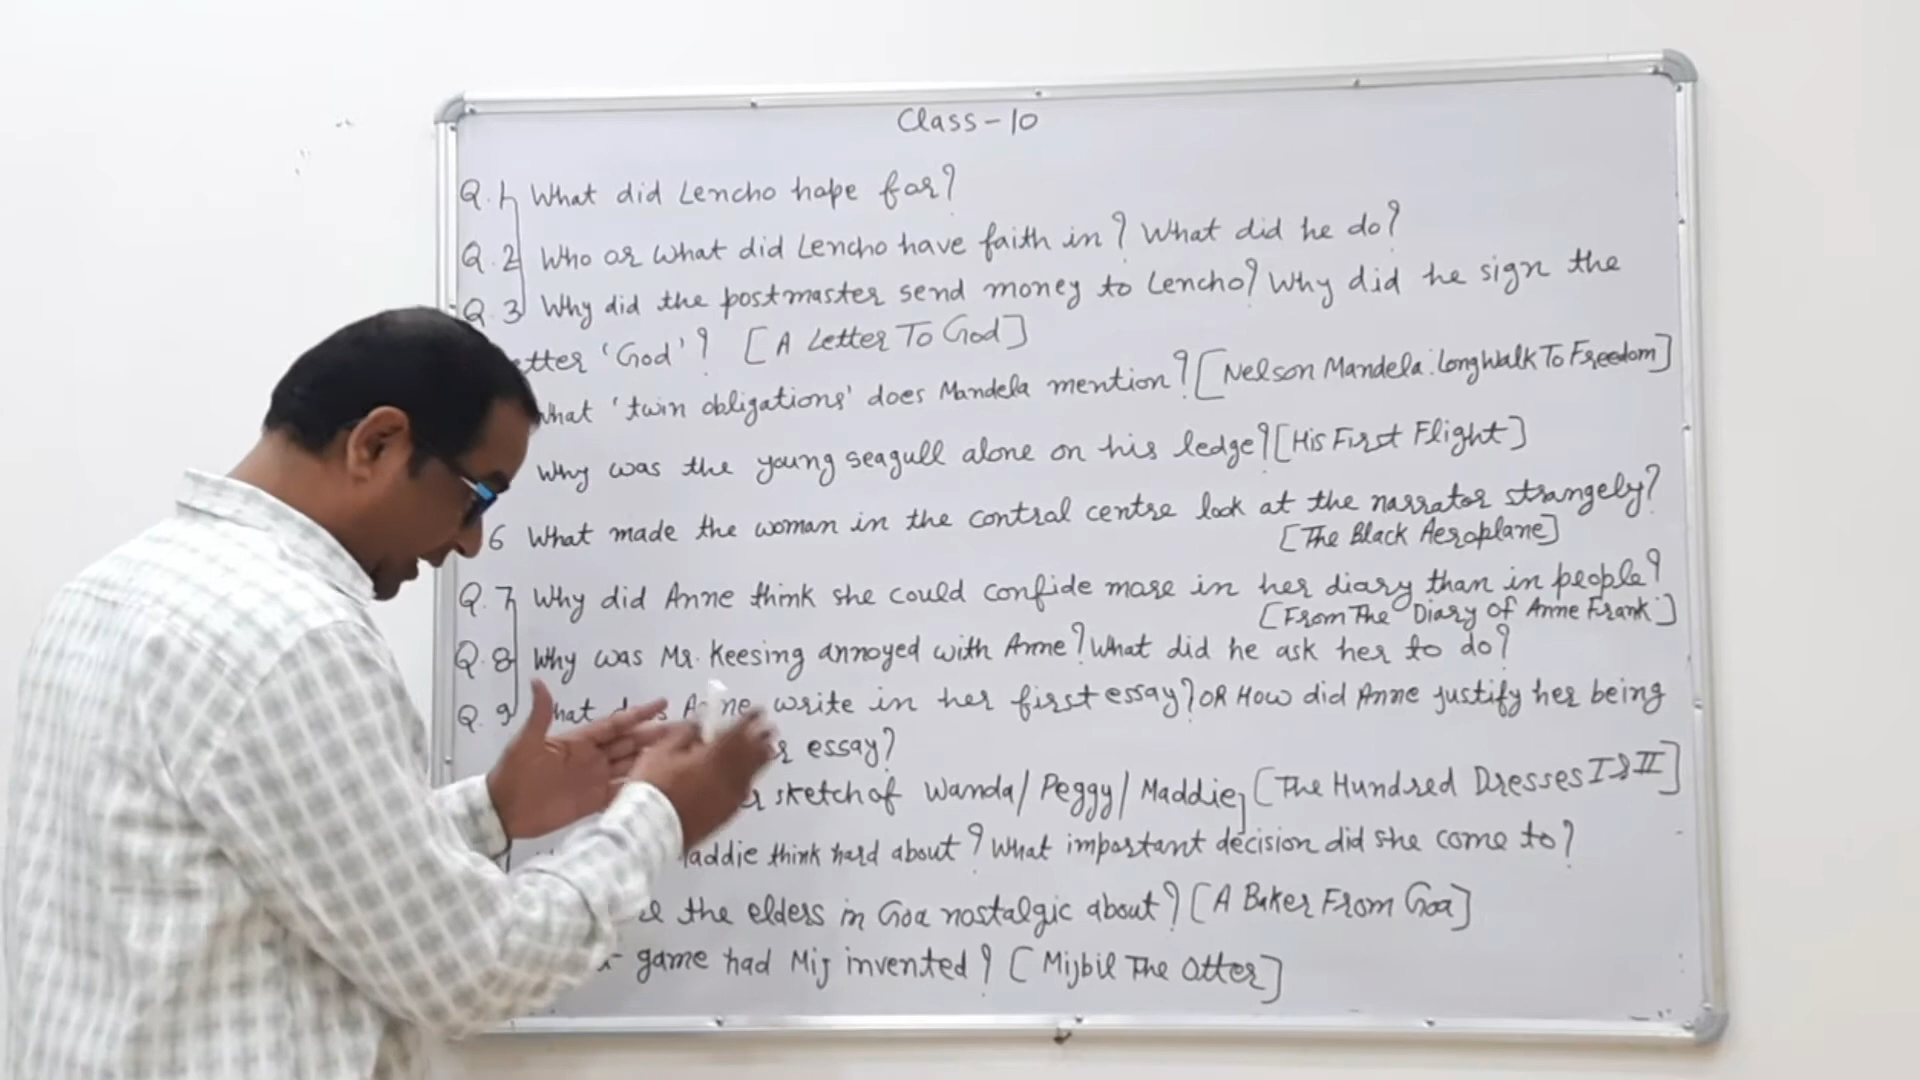 Class-10
Q.1 What did Lencho hope for?
Q.2 Who or what did Lencho have faith in? What did he do?
Q.3 Why did the postmaster send money to Lencho? Why did he sign the
etter 'God'? [A Letter To God]
What 'twin obligations' does Mandela mention? [Nelson Mandela: Long Walk To Freedom]
Why was the young seagull alone on his ledge? [His First Flight]
6 What made the woman in the control centre look at the narrator strangely?
[The Black Aeroplane]
Q.7 Why did Anne think she could confide more in her diary than in people?
[From The Diary Of Anne Frank]
Q.8 Why was Mr. Keesing annoyed with Anne? What did he ask her to do?
Q.9 hat Anne write in her first essay? OR How did Anne justify her being
essay?
sketch of Wanda/Peggy/Maddie [The Hundred Dresses I & II]
addie think hard about? What important decision did she come to?
the elders in Goa nostalgic about? [A Baker From Goa]
game had Mij invented? [Mijbil The Otter]